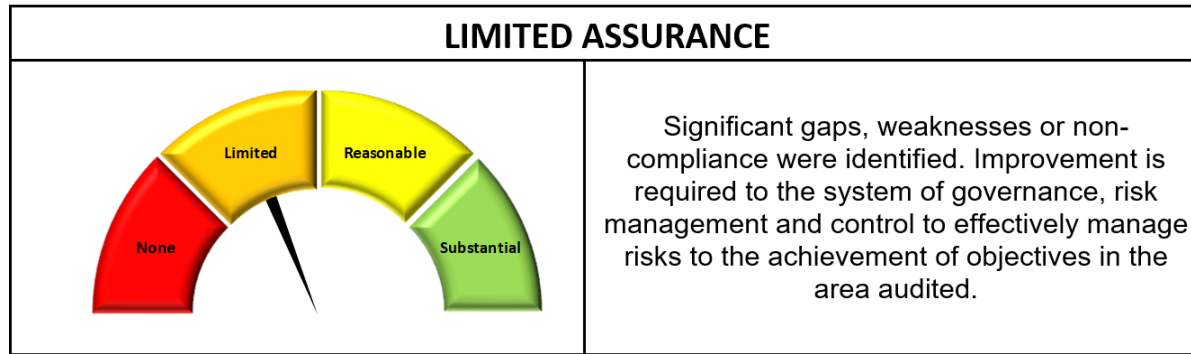 LIMITED ASSURANCE
Limited
Reasonable
None
Substantial
Significant gaps, weaknesses or non-
compliance were identified. Improvement is
required to the system of governance, risk
management and control to effectively manage
risks to the achievement of objectives in the
area audited.